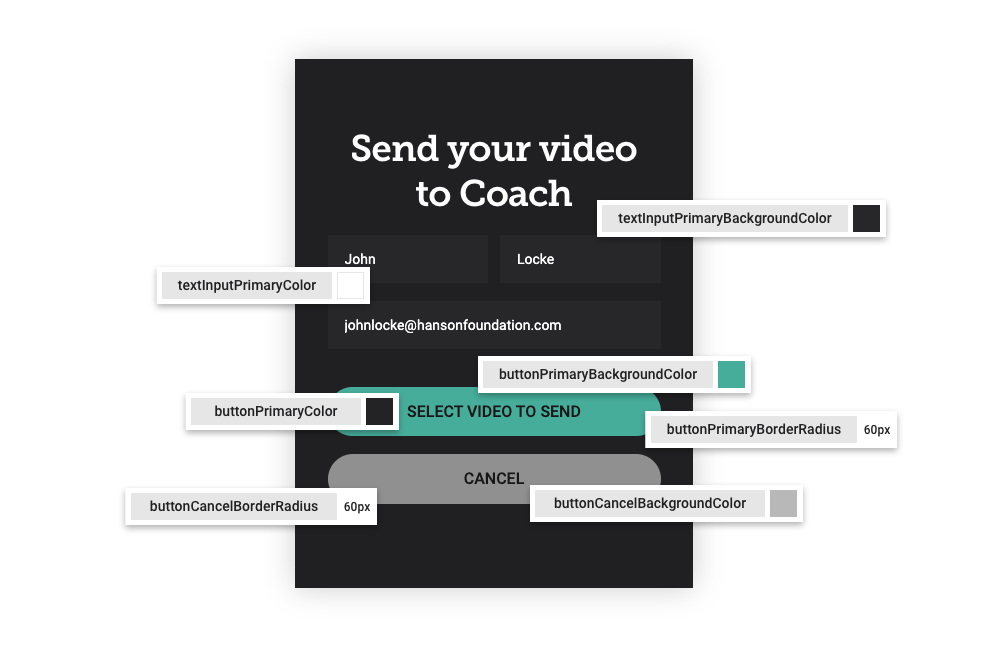 Send your video
to Coach
textInputPrimaryBackgroundColor
John
Locke
textInputPrimaryColor
johnlocke@hansonfoundation.com
buttonPrimaryBackgroundColor
buttonPrimaryColor
SELECT VIDEO TO SEND
buttonPrimaryBorderRadius 60px
CANCEL
buttonCancelBorderRadius 60px
buttonCancelBackgroundColor